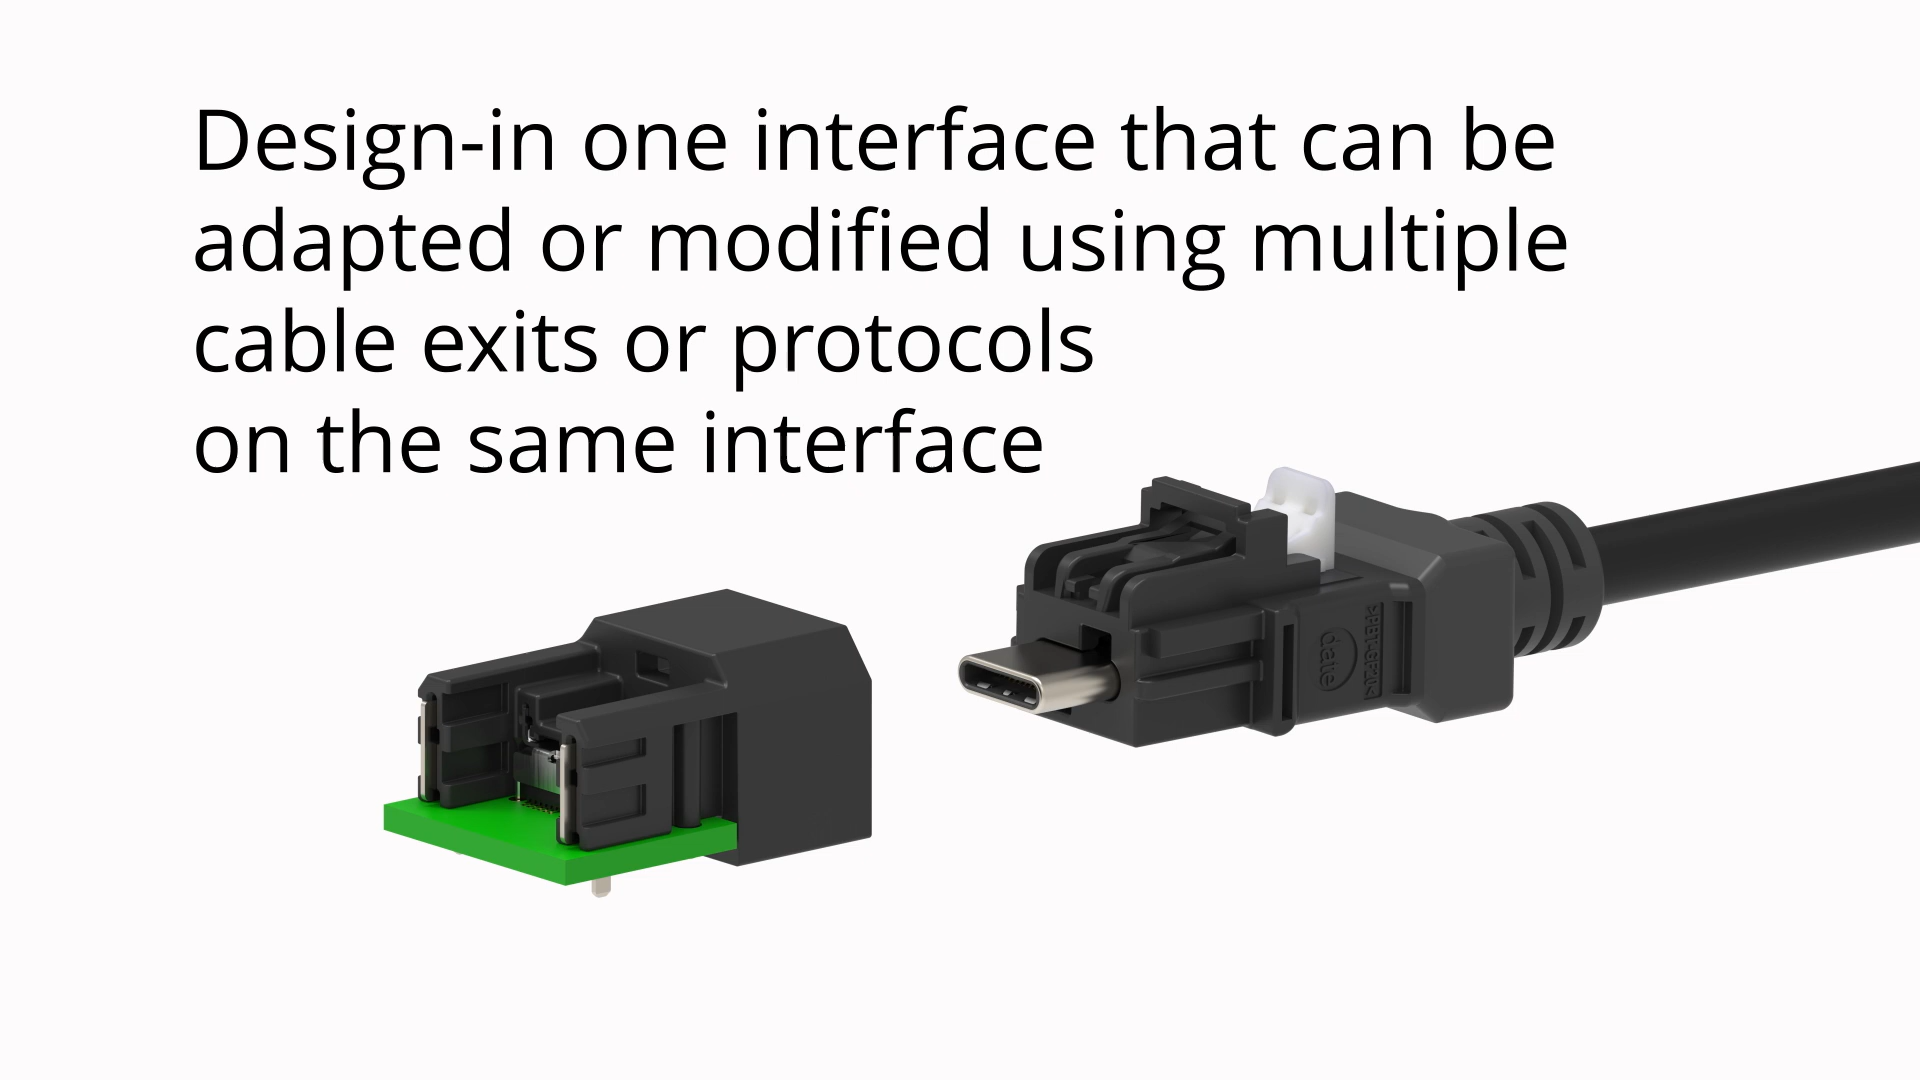 Design-in one interface that can be
adapted or modified using multiple
cable exits or protocols
on the same interface